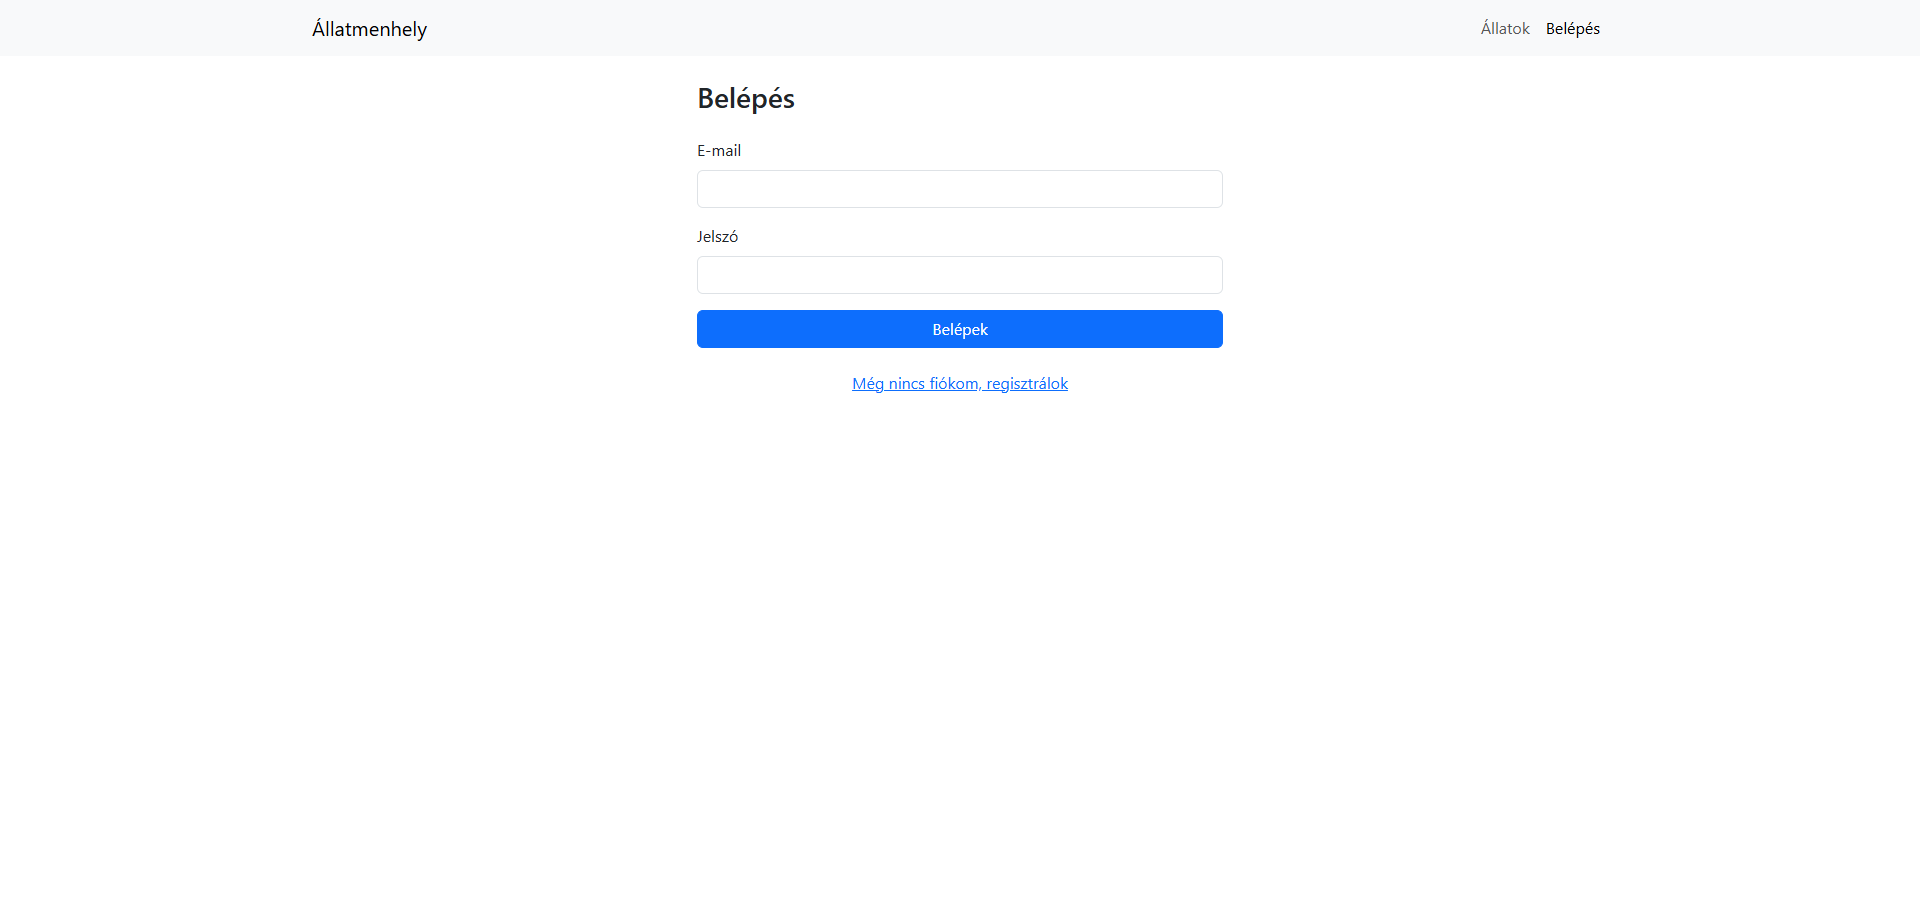 Állatmenhely
Állatok
Belépés
Belépés
E-mail
Jelszó
Belépek
Még nincs fiókom, regisztrálok